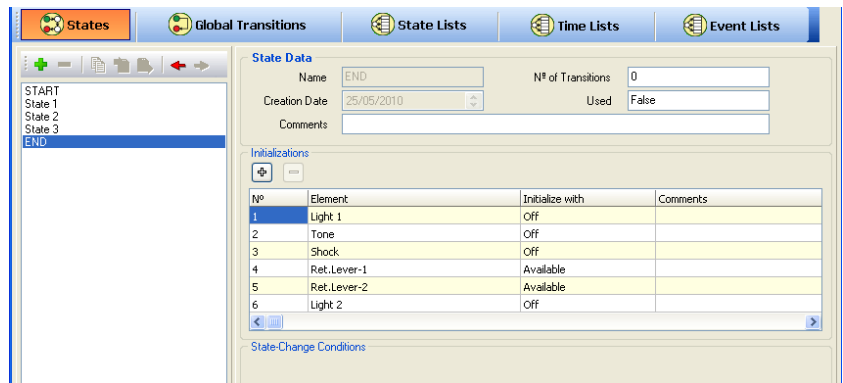 States Global Transitions State Lists Time Lists Event Lists
START
State 1
State 2
State 3
END
State Data
Name END Nº of Transitions 0
Creation Date 25/05/2010 Used False
Comments
Initializations
Nº Element Initialize with Comments
1 Light 1 Off
2 Tone Off
3 Shock Off
4 Ret.Lever-1 Available
5 Ret.Lever-2 Available
6 Light 2 Off
State-Change Conditions